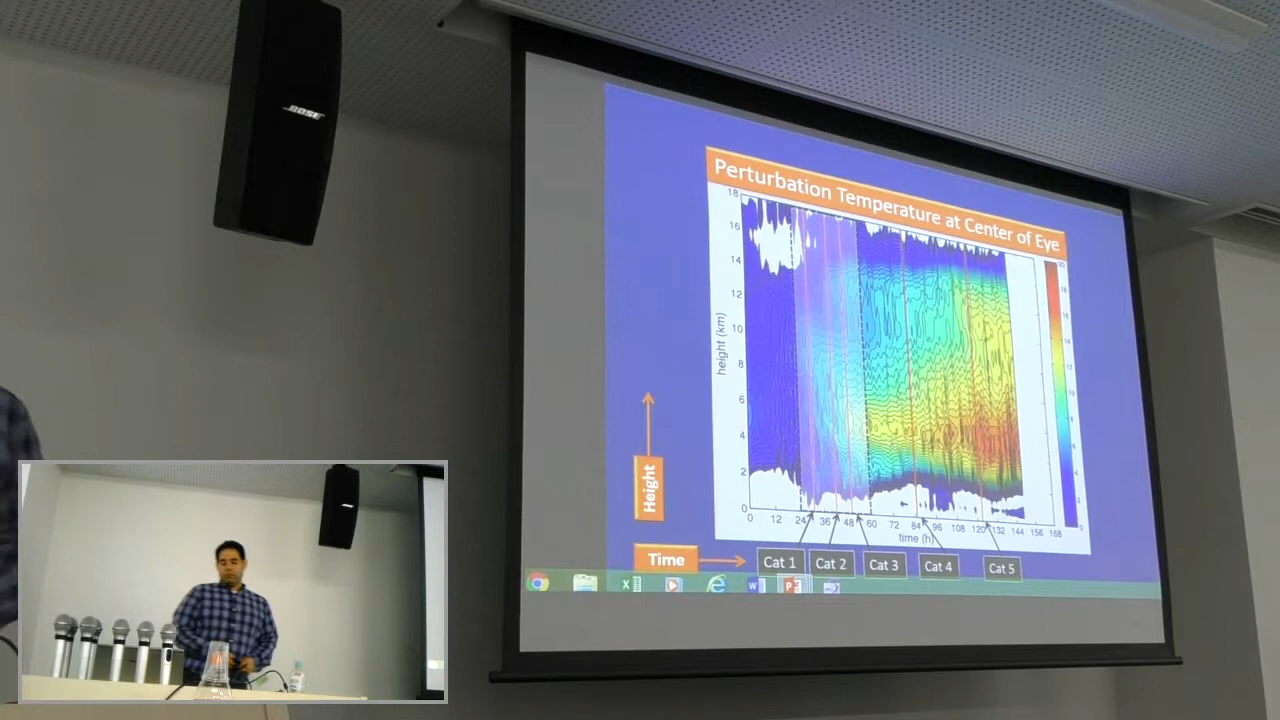 BOSE
Perturbation Temperature at Center of Eye
18
16
14
12
10
8
6
4
2
0
height (km)
0 12 24 36 48 60 72 84 96 108 120 132 144 156 168
time (h)
Height
Time
Cat 1
Cat 2
Cat 3
Cat 4
Cat 5